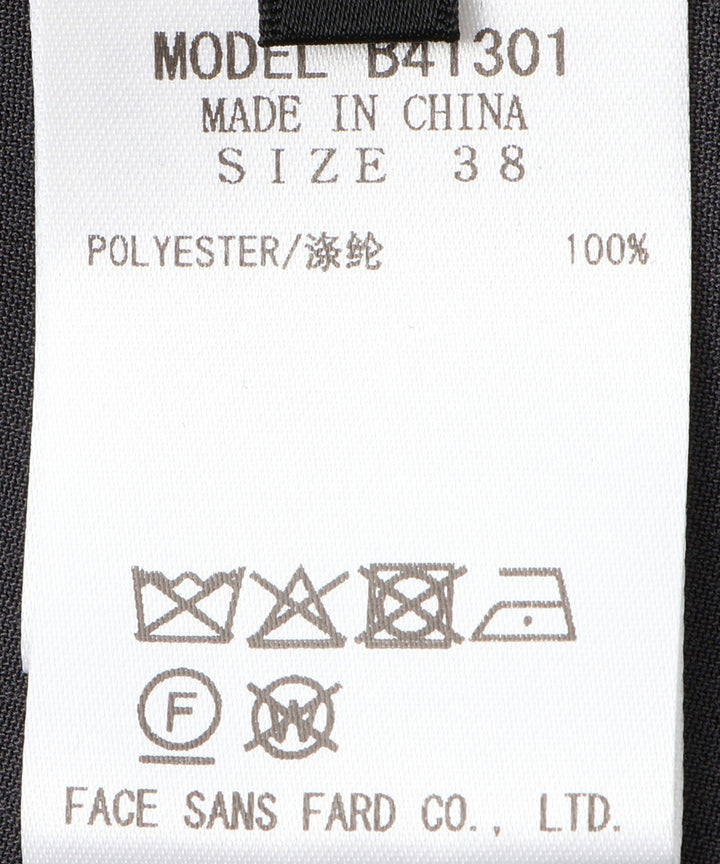 MODEL B41301
MADE IN CHINA
SIZE 38
POLYESTER/涤纶 100%
F
W
FACE SANS FARD CO., LTD.